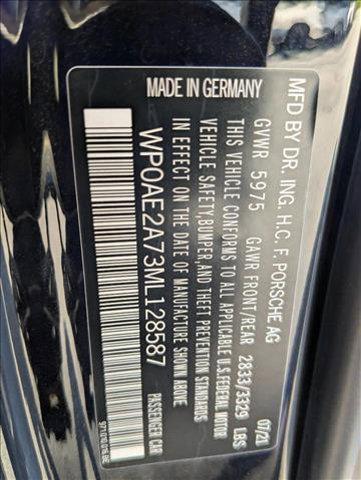 MFD BY DR. ING. H.C. F. PORSCHE AG
07/20
GVWR 5975 GAWR FRONT/REAR 2833/3329 LBS
THIS VEHICLE CONFORMS TO ALL APPLICABLE U.S.FEDERAL MOTOR
VEHICLE SAFETY,BUMPER,AND THEFT PREVENTION STANDARDS
IN EFFECT ON THE DATE OF MANUFACTURE SHOWN ABOVE
WP0AE2A73ML128587
PASSENGER CAR
MADE IN GERMANY